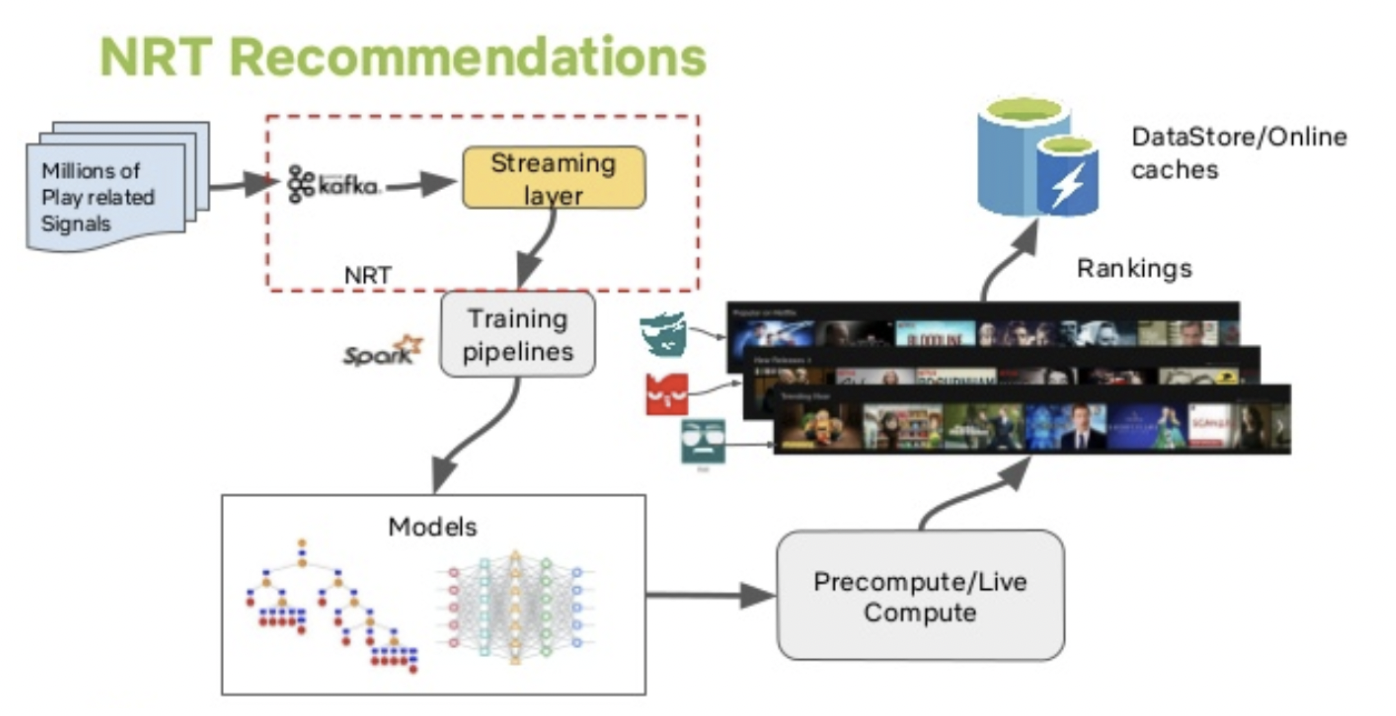 NRT Recommendations
Millions of
Play related
Signals
kafka
Streaming
layer
NRT
Spark
Training
pipelines
Models
Precompute/Live
Compute
Popular on Netflix
BLOODLINE
New Releases
Trending Now
Rankings
DataStore/Online
caches